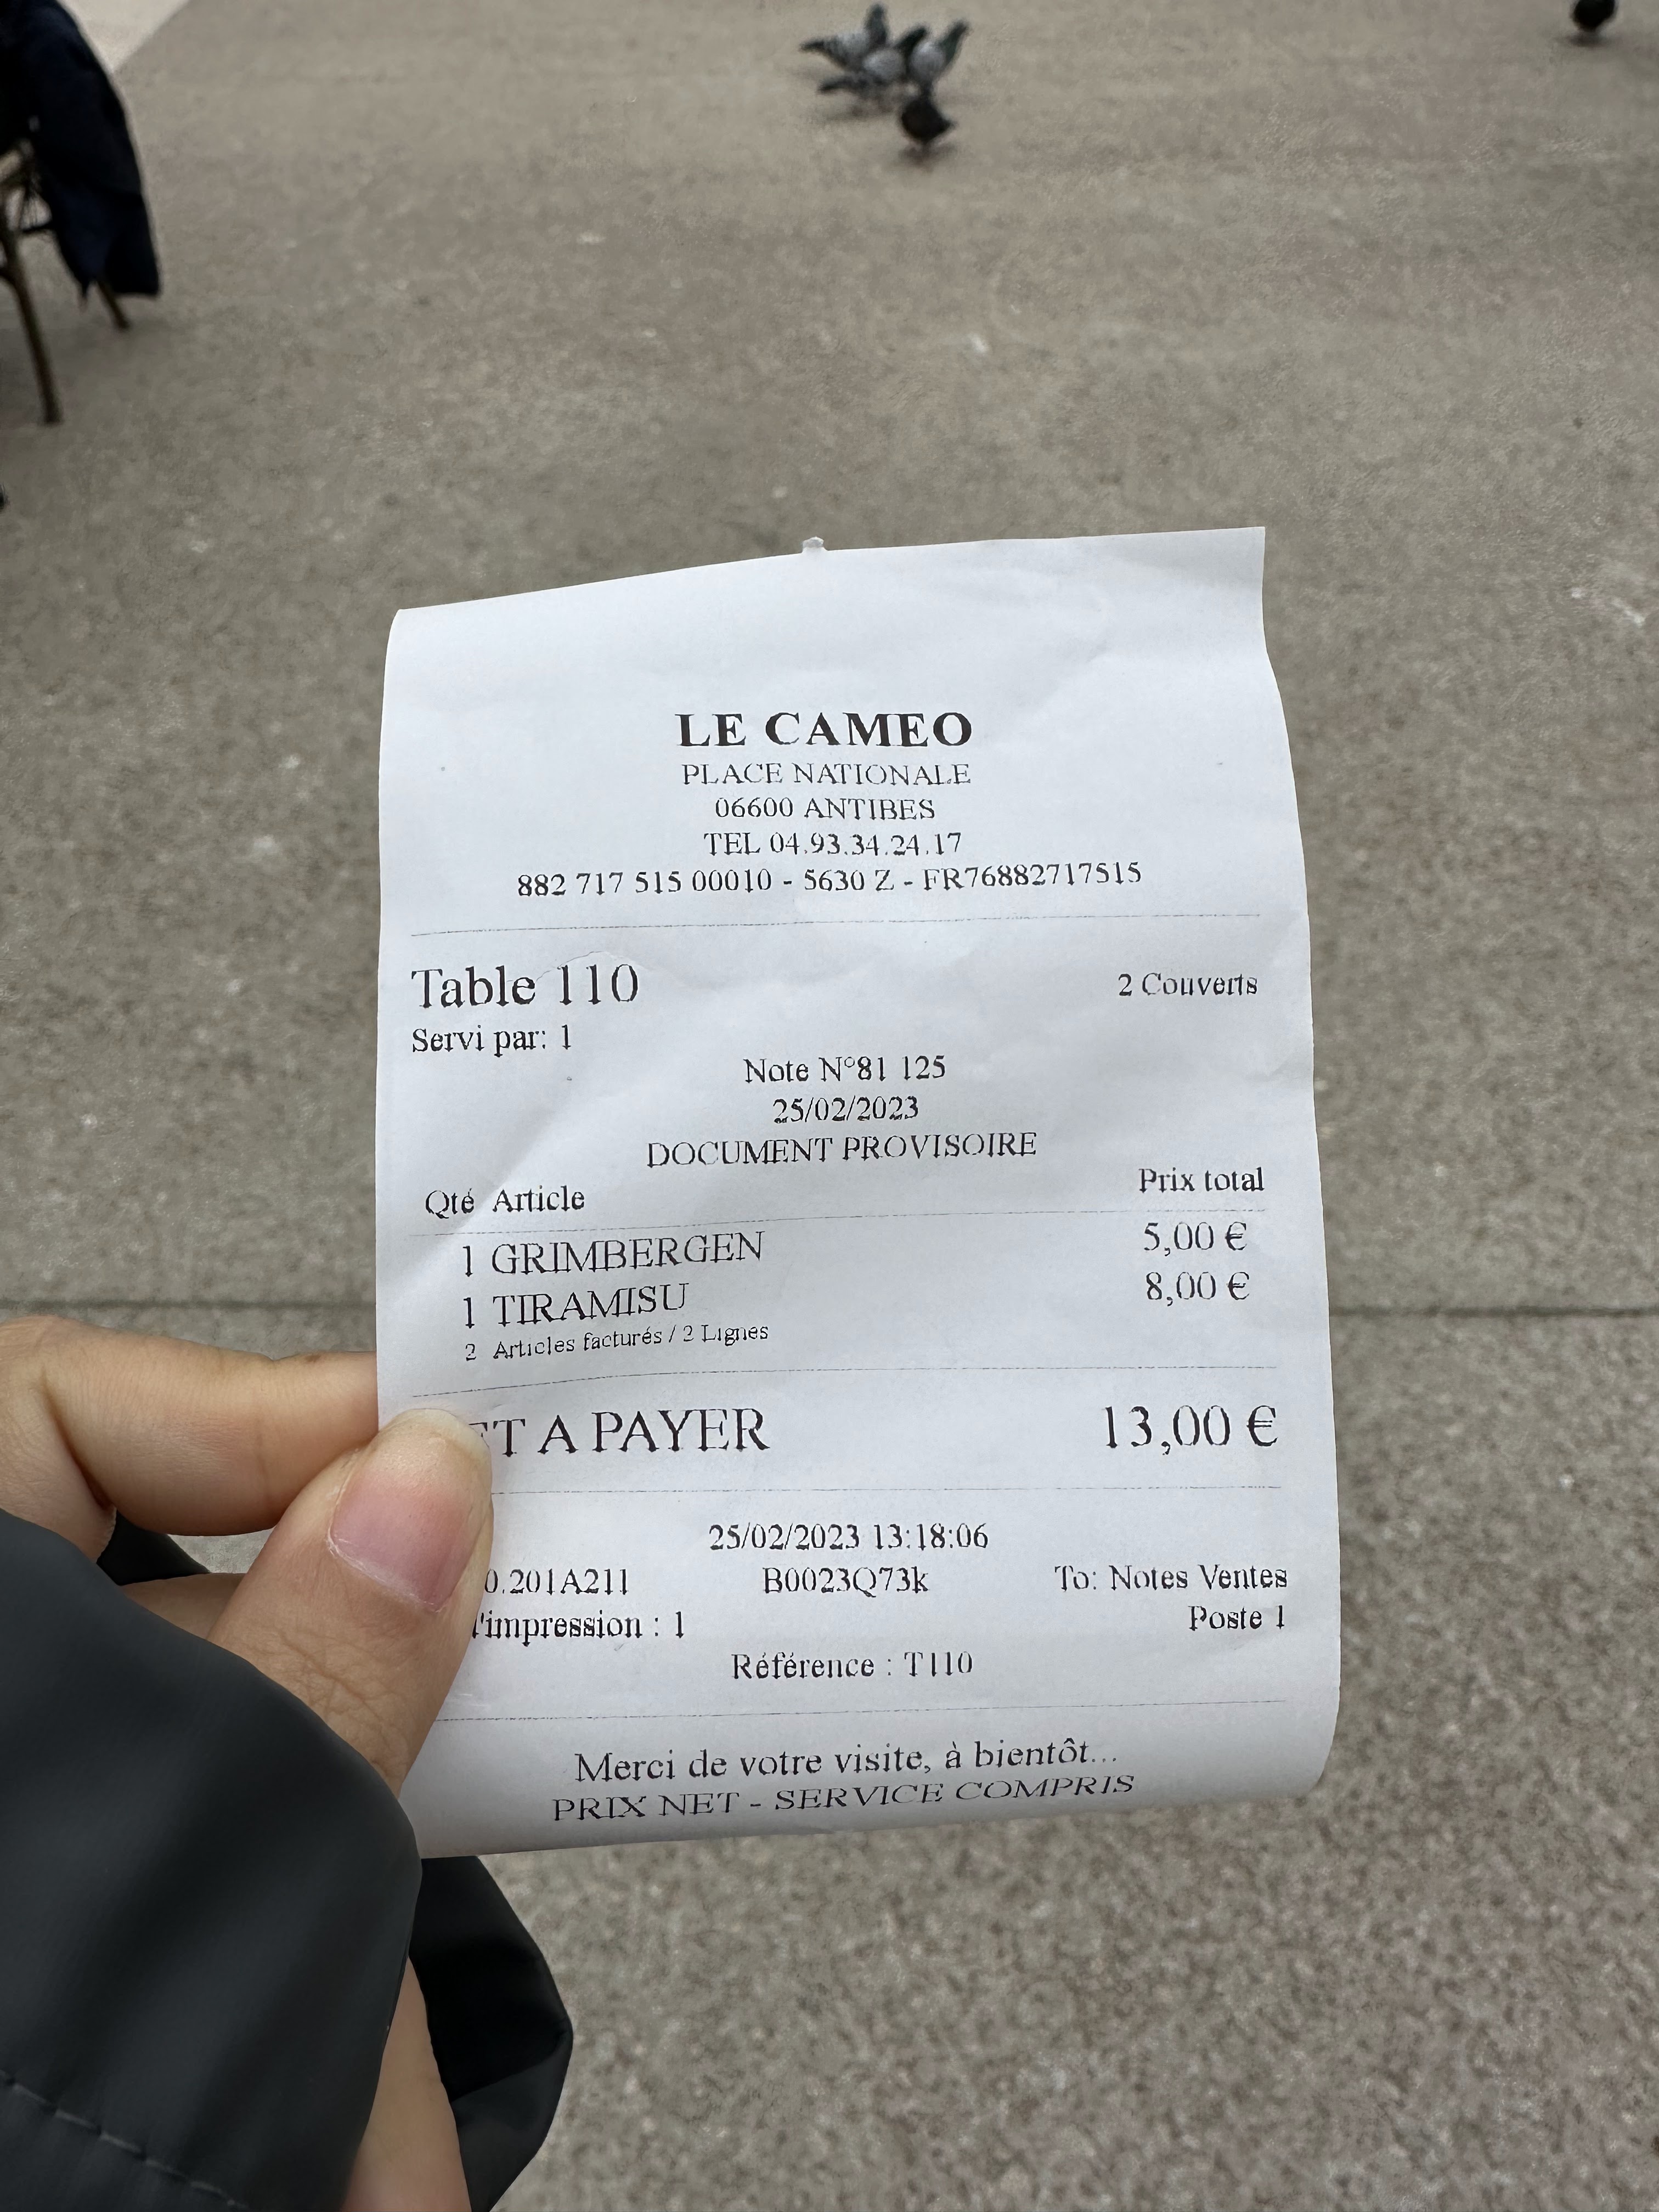 LE CAMEO
PLACE NATIONALE
06600 ANTIBES
TEL 04.93.34.24.17
882 717 515 00010 - 5630 Z - FR76882717515
Table 110 2 Couverts
Servi par: 1
Note N°81 125
25/02/2023
DOCUMENT PROVISOIRE
Qté Article Prix total
1 GRIMBERGEN 5,00 €
1 TIRAMISU 8,00 €
2 Articles facturés / 2 Lignes
A PAYER 13,00 €
25/02/2023 13:18:06
0.201A211 B0023Q73k To: Notes Ventes
'impression : 1 Poste 1
Référence : T110
Merci de votre visite, à bientôt...
PRIX NET - SERVICE COMPRIS